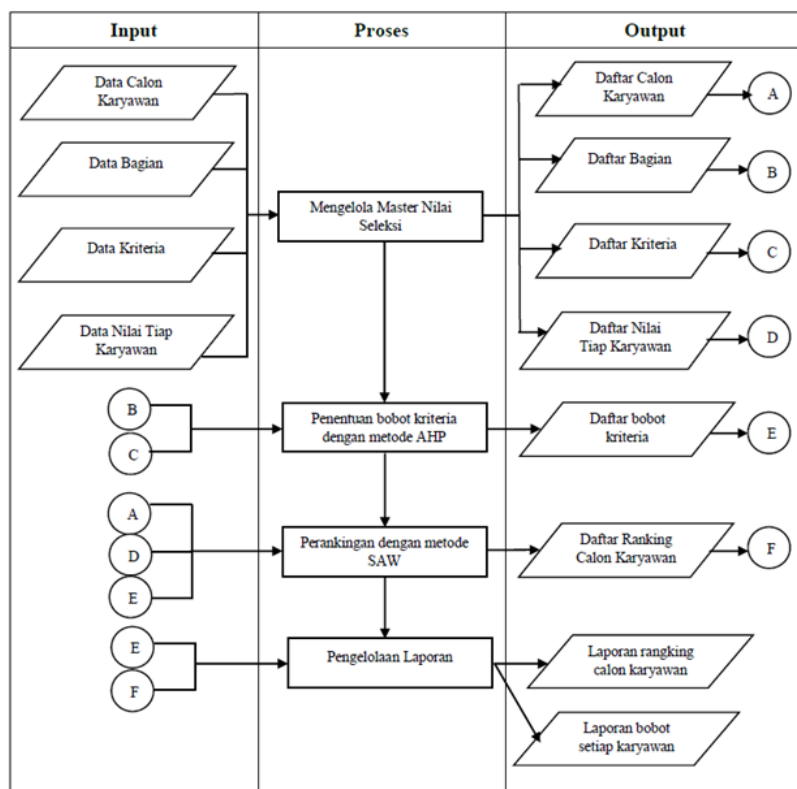 Input
Proses
Output
Data Calon
Karyawan
Data Bagian
Data Kriteria
Data Nilai Tiap
Karyawan
Mengelola Master Nilai
Seleksi
Daftar Calon
Karyawan
A
Daftar Bagian
B
Daftar Kriteria
C
Daftar Nilai
Tiap Karyawan
D
B
C
Penentuan bobot kriteria
dengan metode AHP
Daftar bobot
kriteria
E
A
D
E
Perankingan dengan metode
SAW
Daftar Ranking
Calon Karyawan
F
E
F
Pengelolaan Laporan
Laporan rangking
calon karyawan
Laporan bobot
setiap karyawan